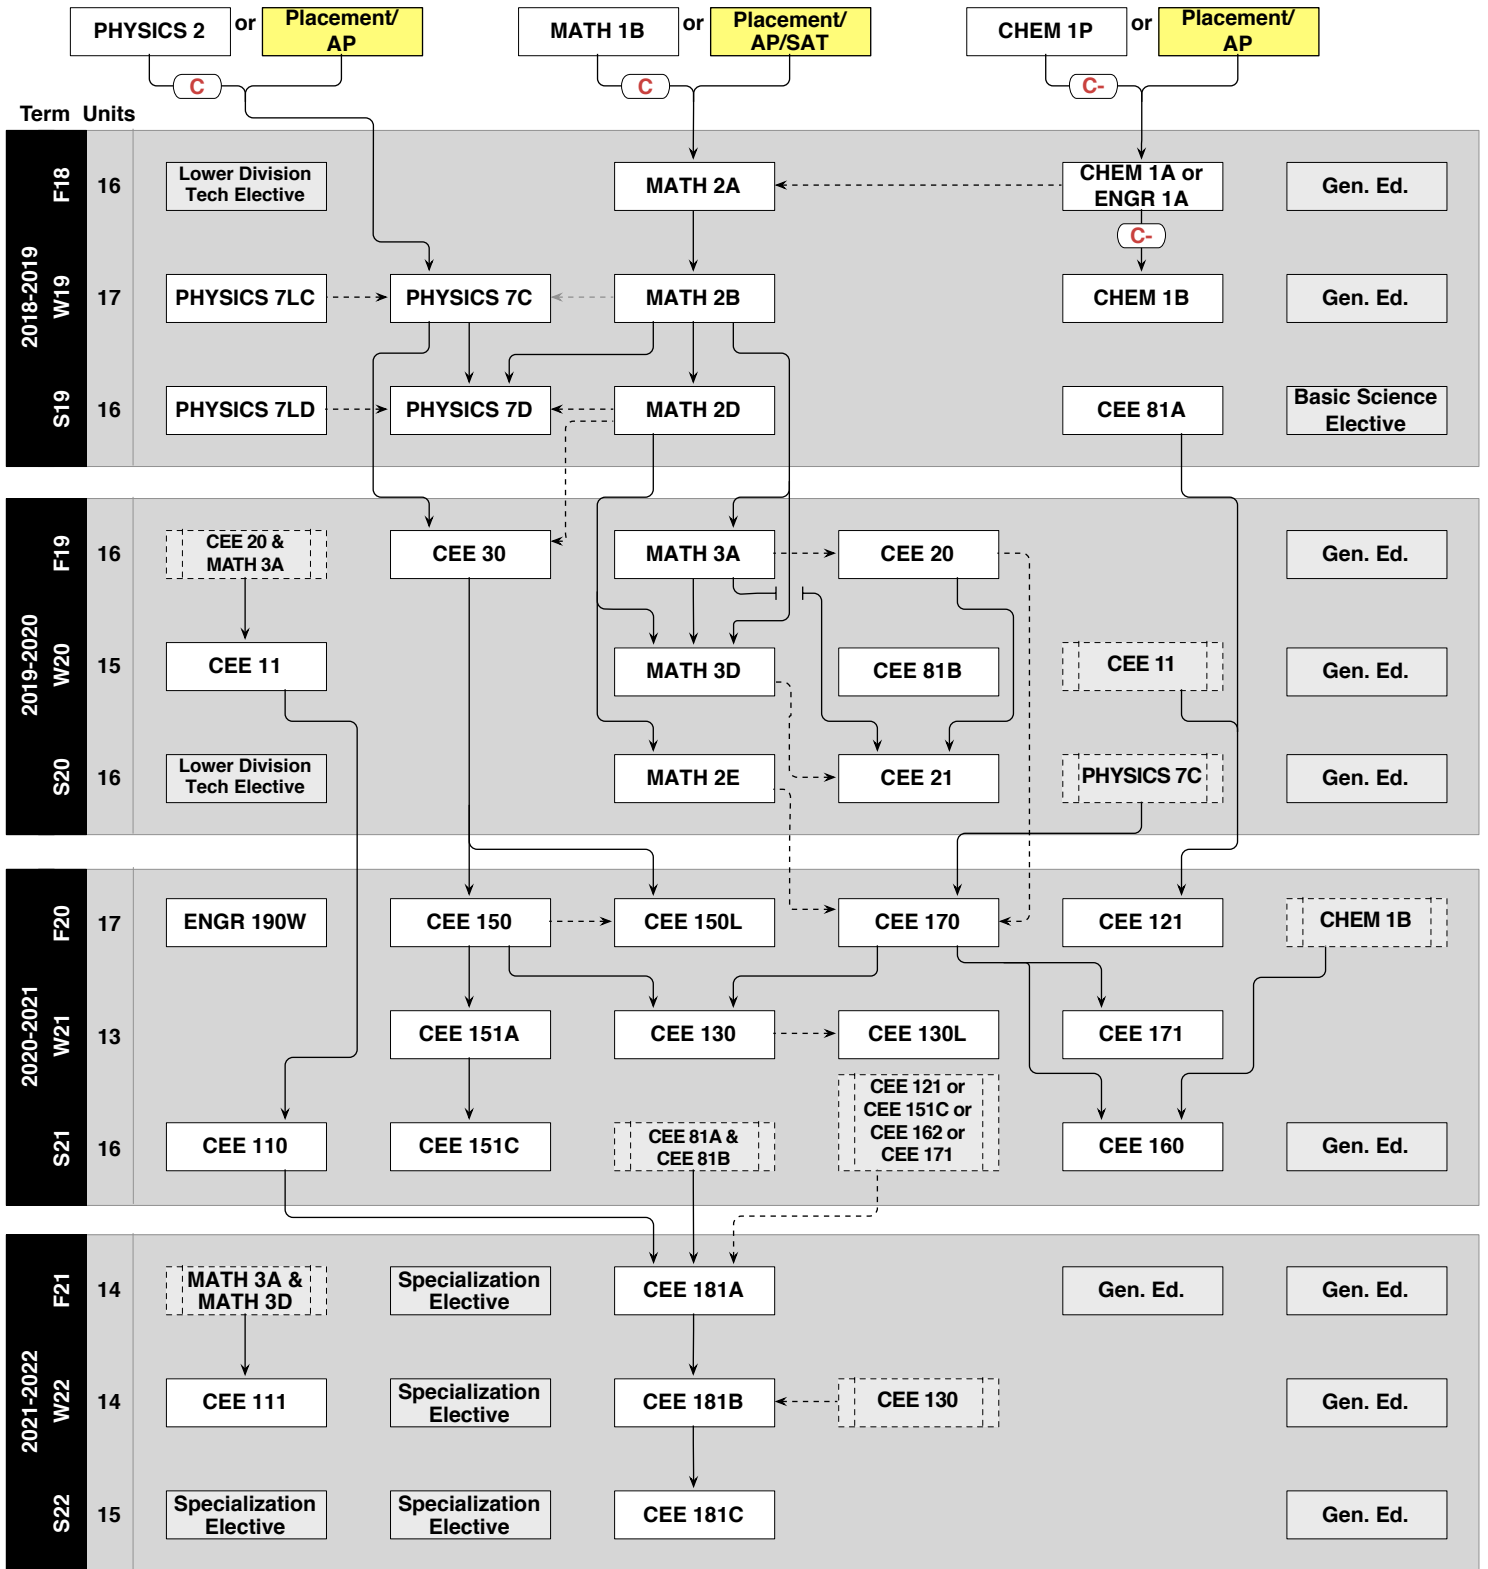 PHYSICS 2
or
Placement/
AP
MATH 1B
or
Placement/
AP/SAT
CHEM 1P
or
Placement/
AP
C
C
C-
Term Units
2018-2019
F18
16
Lower Division
Tech Elective
MATH 2A
CHEM 1A or
ENGR 1A
Gen. Ed.
C-
W19
17
PHYSICS 7LC
PHYSICS 7C
MATH 2B
CHEM 1B
Gen. Ed.
S19
16
PHYSICS 7LD
PHYSICS 7D
MATH 2D
CEE 81A
Basic Science
Elective
2019-2020
F19
16
CEE 20 &
MATH 3A
CEE 30
MATH 3A
CEE 20
Gen. Ed.
W20
15
CEE 11
MATH 3D
CEE 81B
CEE 11
Gen. Ed.
S20
16
Lower Division
Tech Elective
MATH 2E
CEE 21
PHYSICS 7C
Gen. Ed.
2020-2021
F20
17
ENGR 190W
CEE 150
CEE 150L
CEE 170
CEE 121
CHEM 1B
W21
13
CEE 151A
CEE 130
CEE 130L
CEE 171
S21
16
CEE 110
CEE 151C
CEE 81A &
CEE 81B
CEE 121 or
CEE 151C or
CEE 162 or
CEE 171
CEE 160
Gen. Ed.
2021-2022
F21
14
MATH 3A &
MATH 3D
Specialization
Elective
CEE 181A
Gen. Ed.
Gen. Ed.
W22
14
CEE 111
Specialization
Elective
CEE 181B
CEE 130
Gen. Ed.
S22
15
Specialization
Elective
Specialization
Elective
CEE 181C
Gen. Ed.